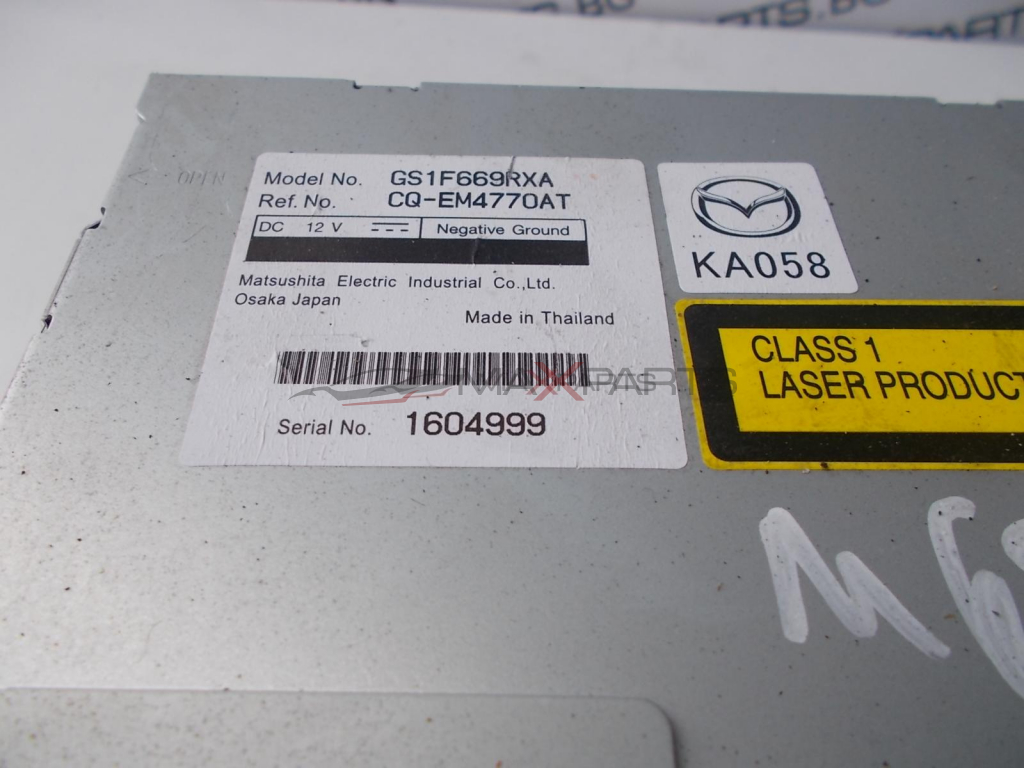 OPEN
Model No. GS1F669RXA
Ref. No. CQ-EM4770AT
DC 12 V Negative Ground
Matsushita Electric Industrial Co.,Ltd.
Osaka Japan
Made in Thailand
Serial No. 1604999
KA058
CLASS 1
LASER PRODUCT